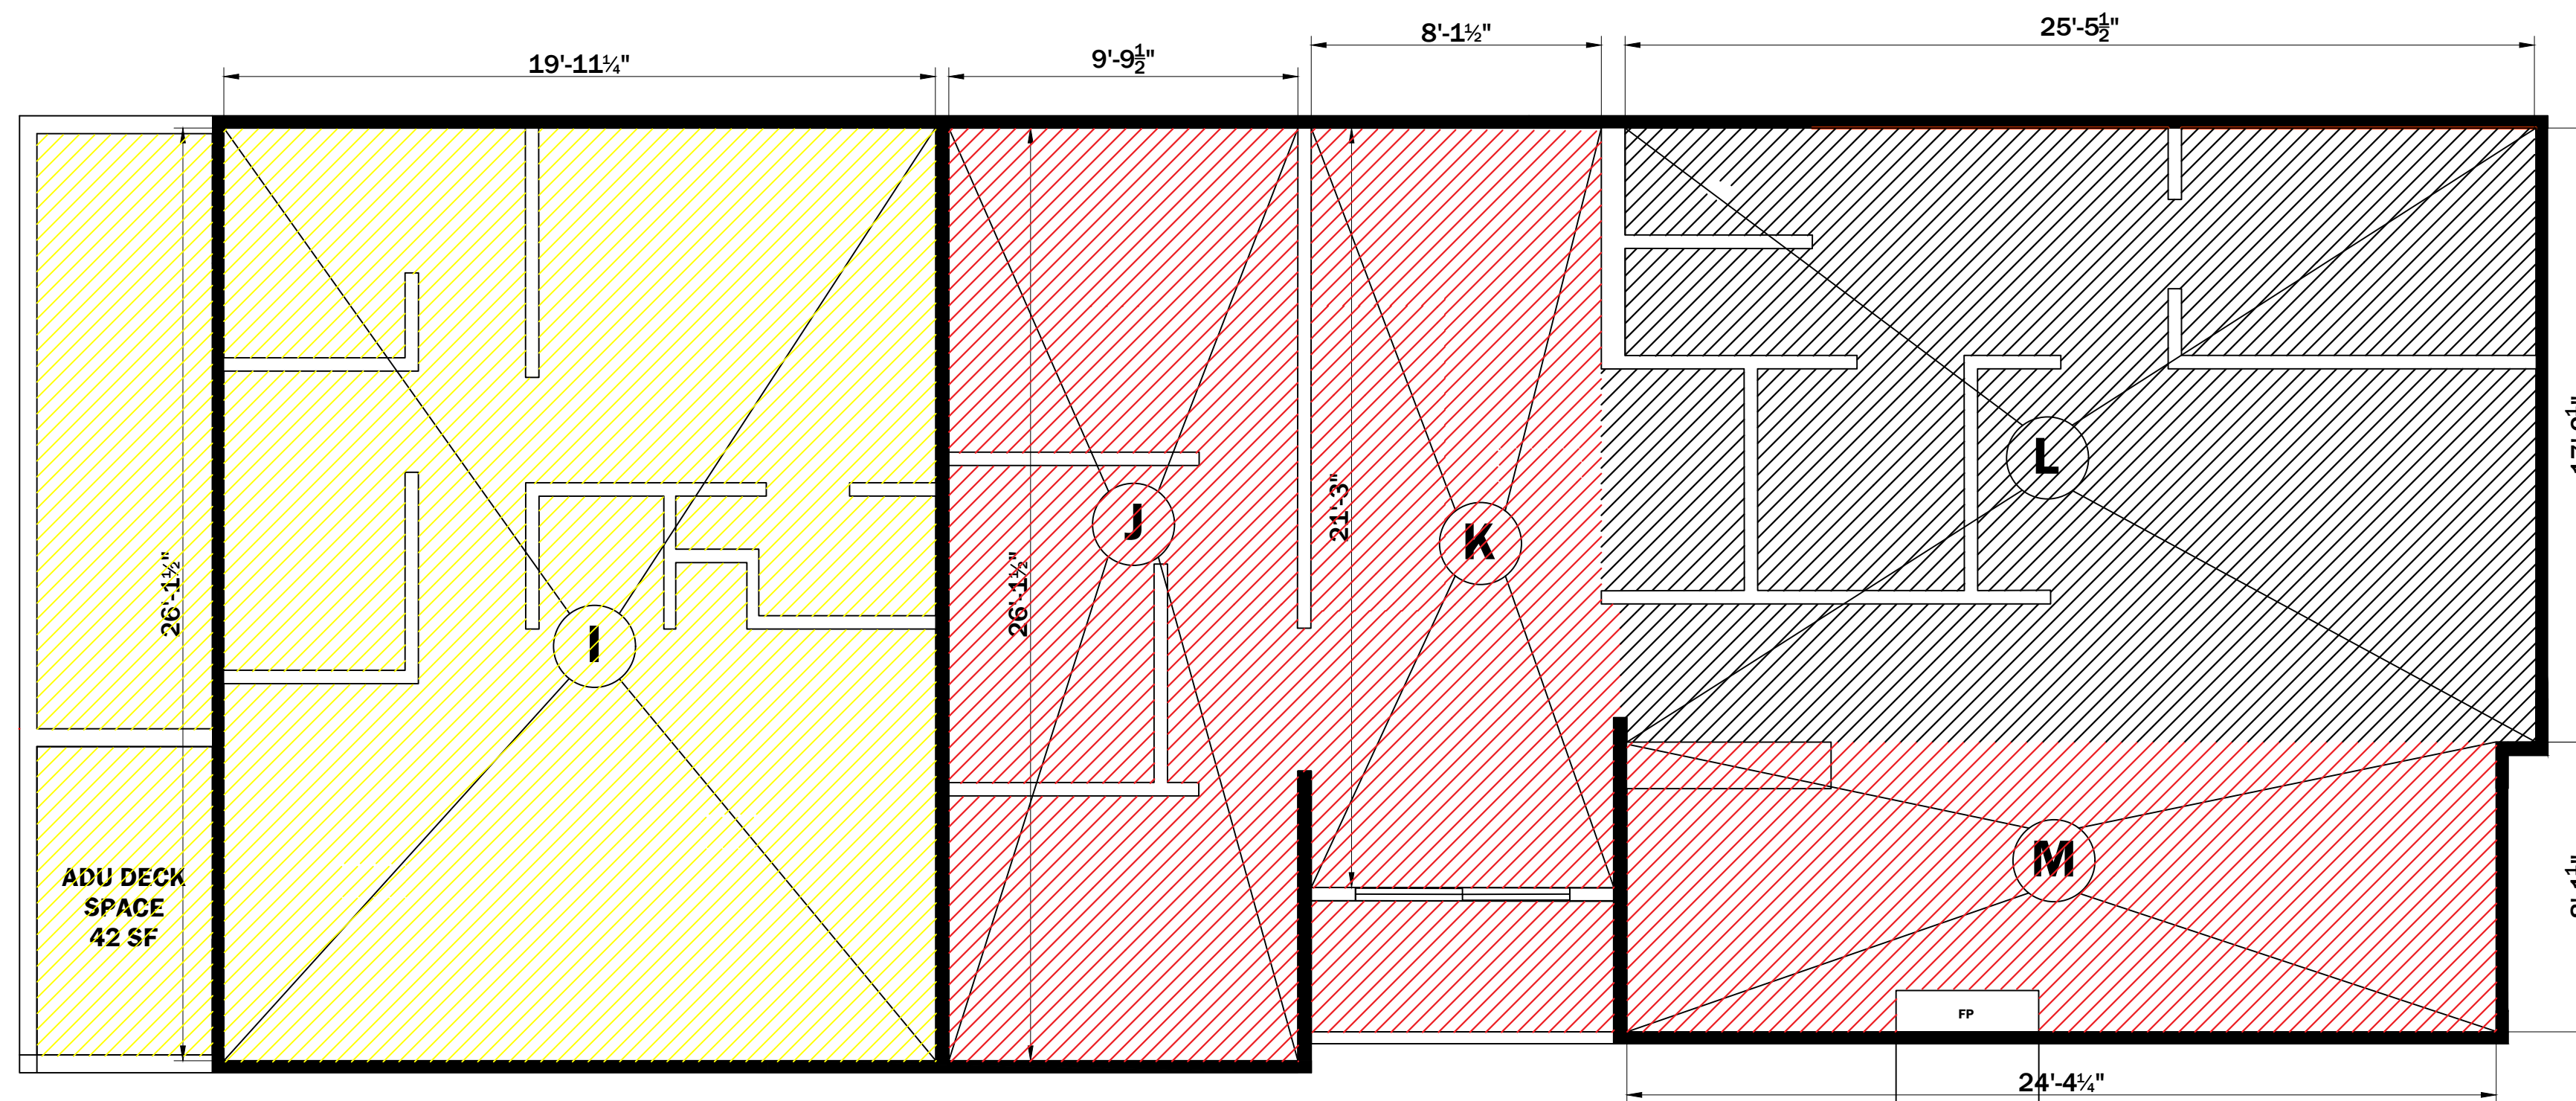 25'-5½"
8'-1½"
9'-9½"
19'-11¼"
L
21'-3"
J
K
26'-1½"
26'-1½"
I
M
ADU DECK
SPACE
42 SF
FP
24'-4¼"